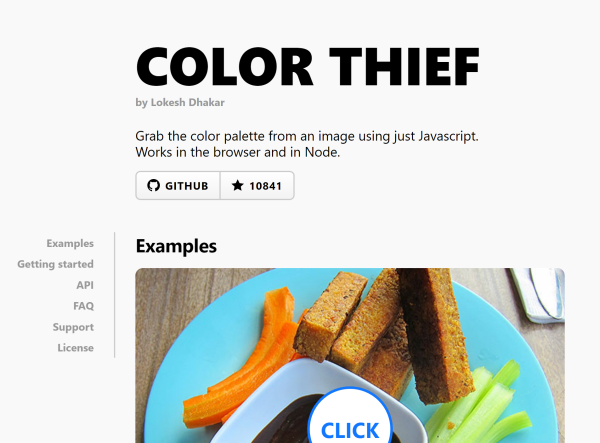 COLOR THIEF
by Lokesh Dhakar
Grab the color palette from an image using just Javascript.
Works in the browser and in Node.
GITHUB
10841
Examples
Getting started
API
FAQ
Support
License
Examples
CLICK